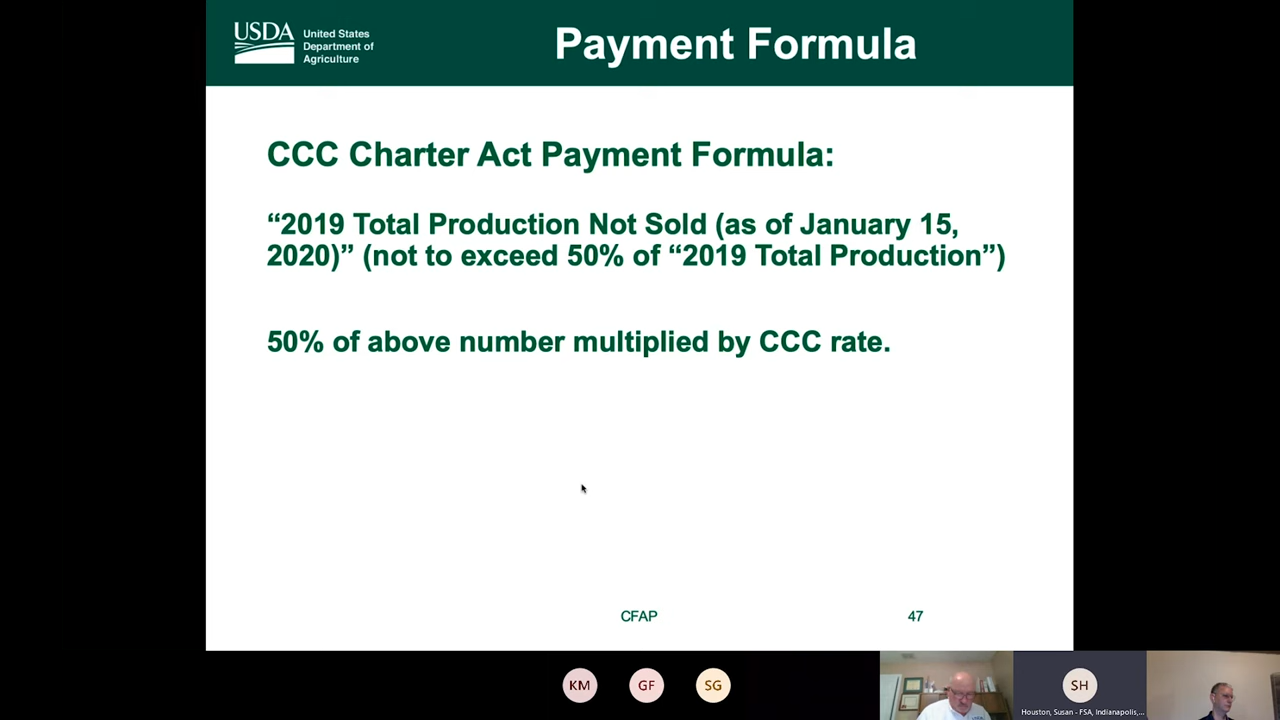 USDA
United States
Department of
Agriculture
Payment Formula
CCC Charter Act Payment Formula:
“2019 Total Production Not Sold (as of January 15,
2020)” (not to exceed 50% of “2019 Total Production”)
50% of above number multiplied by CCC rate.
CFAP
47
KM
GF
SG
SH
Houston, Susan - FSA, Indianapolis,...